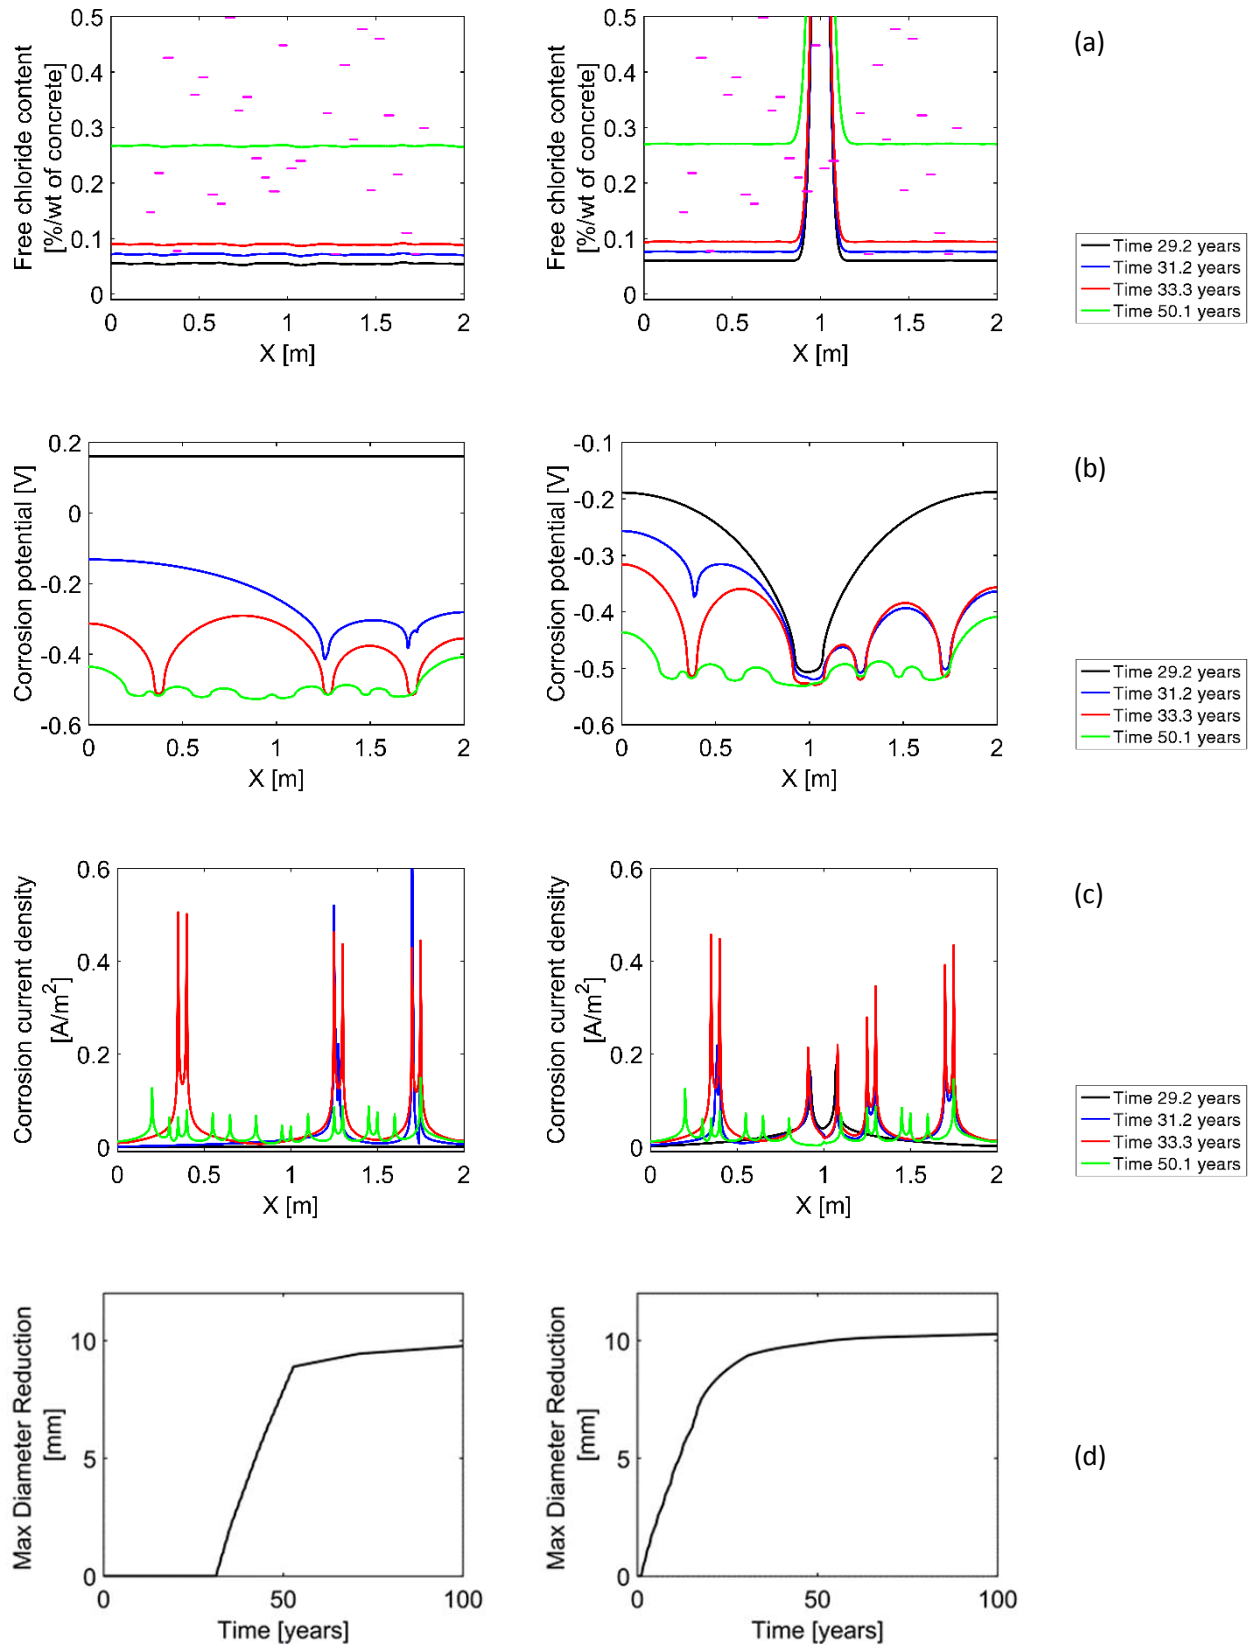 Free chloride content
[%/wt of concrete]
0.5
0.4
0.3
0.2
0.1
0
0 0.5 1 1.5 2
X [m]
Free chloride content
[%/wt of concrete]
0.5
0.4
0.3
0.2
0.1
0
0 0.5 1 1.5 2
X [m]
(a)
Time 29.2 years
Time 31.2 years
Time 33.3 years
Time 50.1 years
Corrosion potential [V]
0.2
0
-0.2
-0.4
-0.6
0 0.5 1 1.5 2
X [m]
Corrosion potential [V]
-0.1
-0.2
-0.3
-0.4
-0.5
-0.6
0 0.5 1 1.5 2
X [m]
(b)
Time 29.2 years
Time 31.2 years
Time 33.3 years
Time 50.1 years
Corrosion current density
[A/m²]
0.6
0.4
0.2
0
0 0.5 1 1.5 2
X [m]
Corrosion current density
[A/m²]
0.6
0.4
0.2
0
0 0.5 1 1.5 2
X [m]
(c)
Time 29.2 years
Time 31.2 years
Time 33.3 years
Time 50.1 years
Max Diameter Reduction
[mm]
10
5
0
0 50 100
Time [years]
Max Diameter Reduction
[mm]
10
5
0
0 50 100
Time [years]
(d)